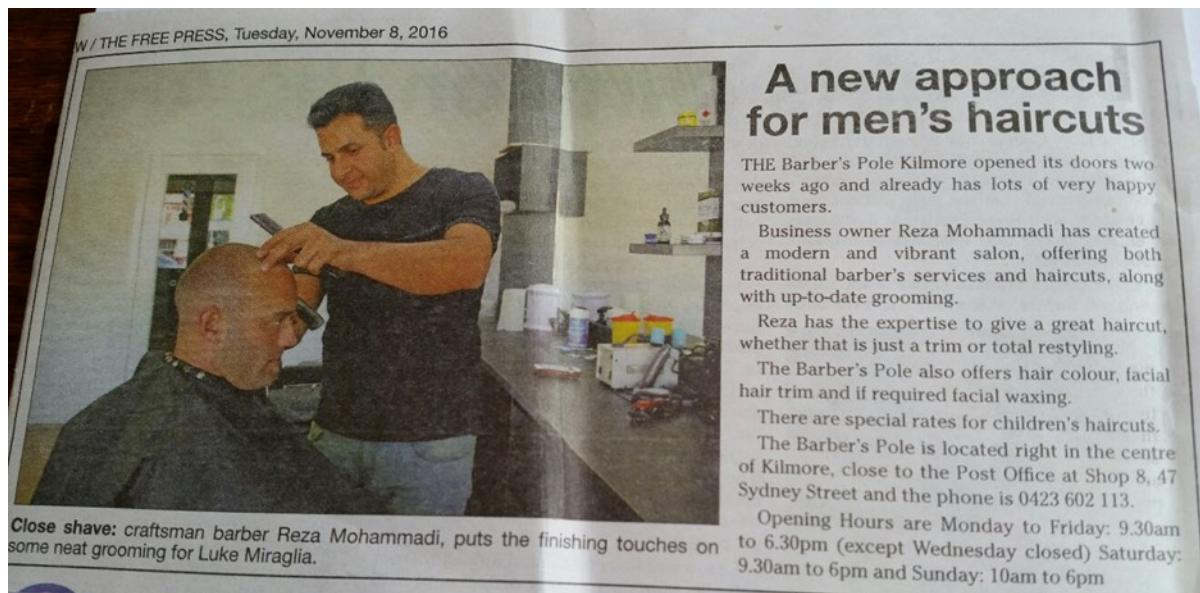 W / THE FREE PRESS, Tuesday, November 8, 2016
A new approach
for men's haircuts
THE Barber's Pole Kilmore opened its doors two
weeks ago and already has lots of very happy
customers.
Business owner Reza Mohammadi has created
a modern and vibrant salon, offering both
traditional barber's services and haircuts, along
with up-to-date grooming.
Reza has the expertise to give a great haircut,
whether that is just a trim or total restyling.
The Barber's Pole also offers hair colour, facial
hair trim and if required facial waxing.
There are special rates for children's haircuts.
The Barber's Pole is located right in the centre
of Kilmore, close to the Post Office at Shop 8, 47
Sydney Street and the phone is 0423 602 113.
Opening Hours are Monday to Friday: 9.30am
to 6.30pm (except Wednesday closed) Saturday:
9.30am to 6pm and Sunday: 10am to 6pm
Close shave: craftsman barber Reza Mohammadi, puts the finishing touches on
some neat grooming for Luke Miraglia.